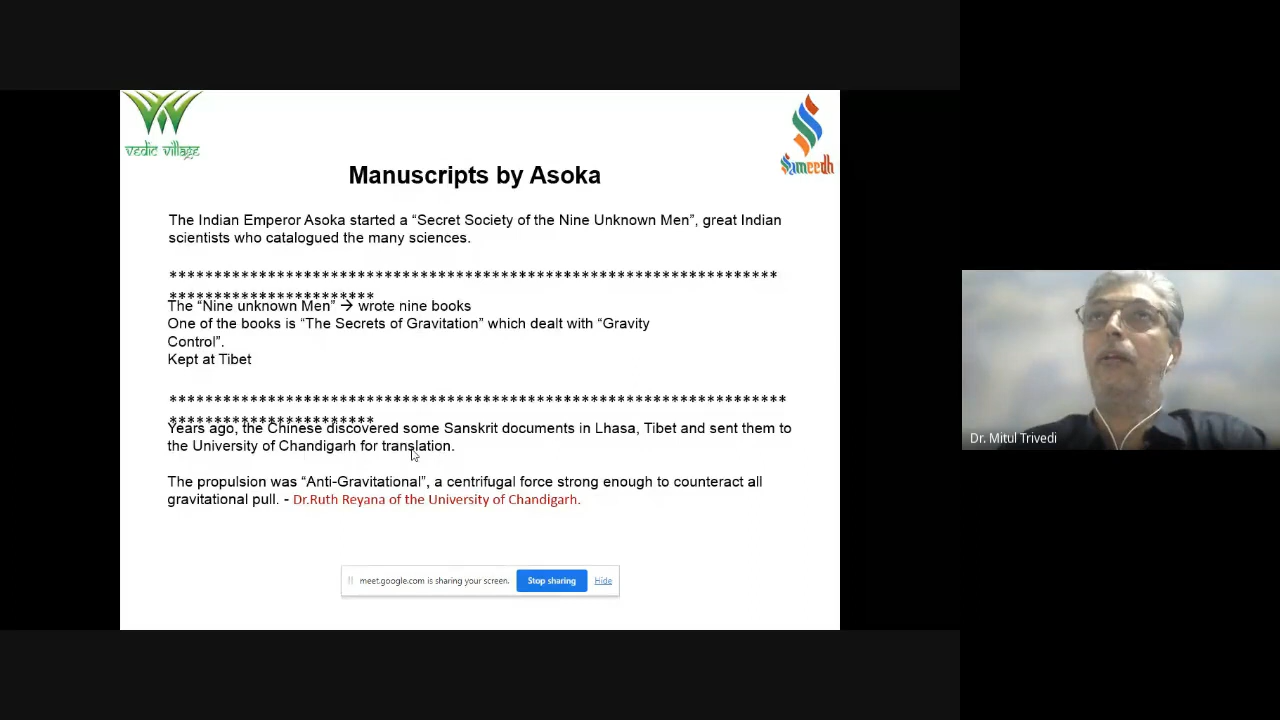 vedic village
Sameedh
Manuscripts by Asoka
The Indian Emperor Asoka started a “Secret Society of the Nine Unknown Men”, great Indian
scientists who catalogued the many sciences.
********************************************************************
***********************
The “Nine unknown Men” → wrote nine books
One of the books is “The Secrets of Gravitation” which dealt with “Gravity
Control”.
Kept at Tibet
*********************************************************************
***********************
Years ago, the Chinese discovered some Sanskrit documents in Lhasa, Tibet and sent them to
the University of Chandigarh for translation.
The propulsion was “Anti-Gravitational”, a centrifugal force strong enough to counteract all
gravitational pull. - Dr.Ruth Reyana of the University of Chandigarh.
meet.google.com is sharing your screen. Stop sharing Hide
Dr. Mitul Trivedi